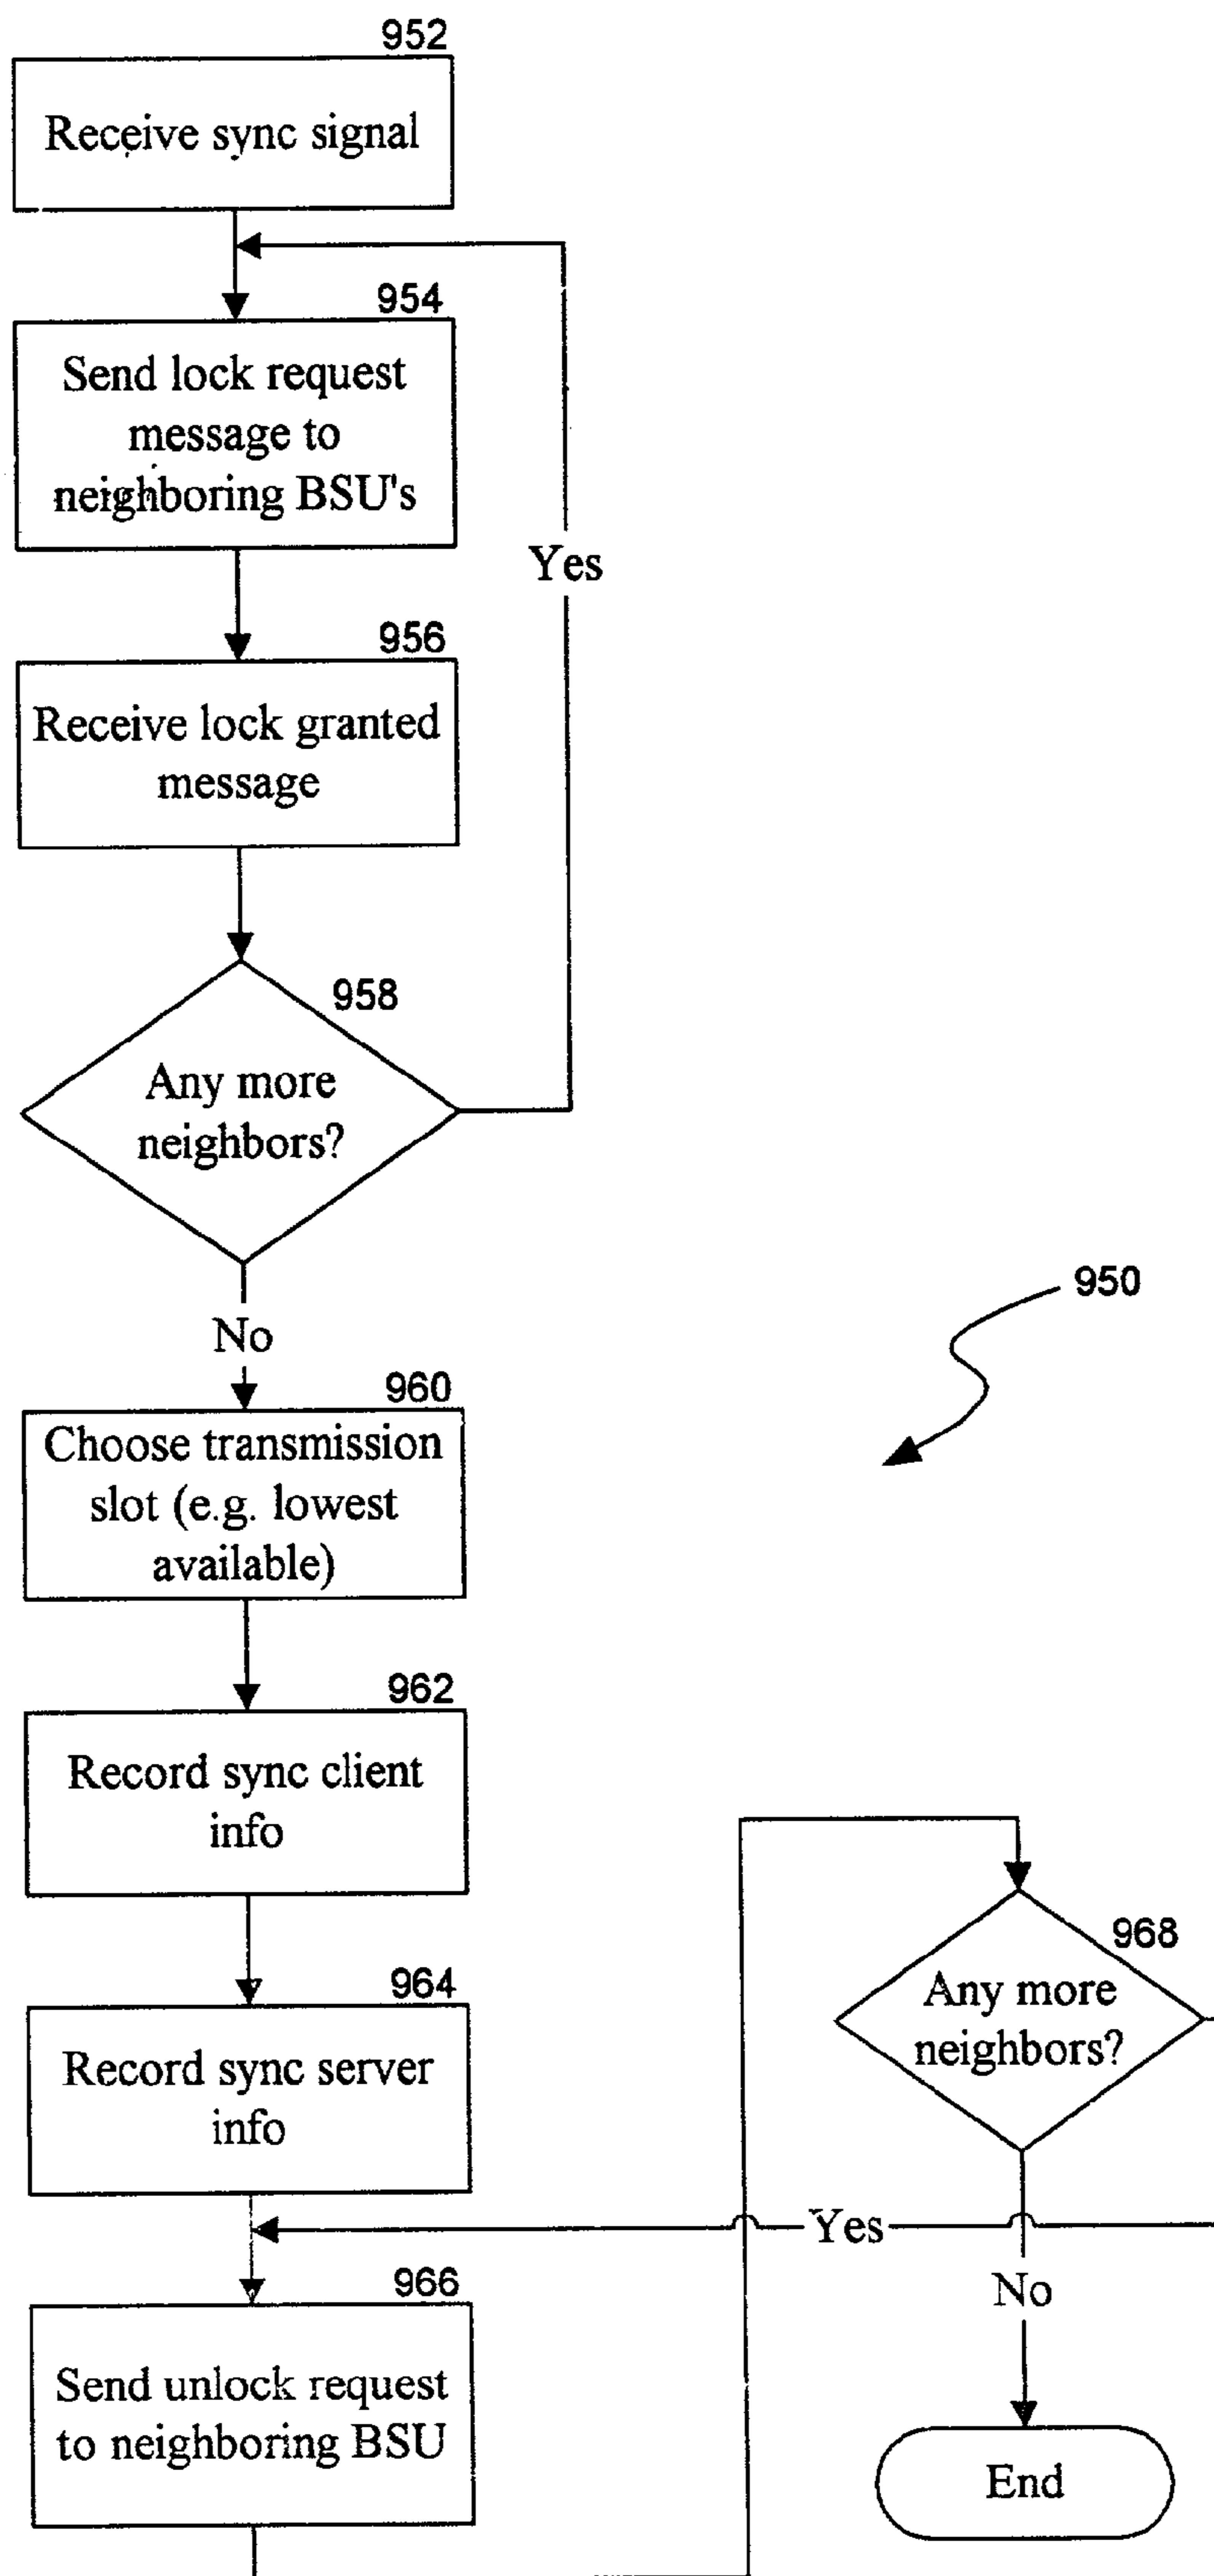 952
Receive sync signal
954
Send lock request
message to
neighboring BSU's
Yes
956
Receive lock granted
message
958
Any more
neighbors?
No
950
960
Choose transmission
slot (e.g. lowest
available)
962
Record sync client
info
964
Record sync server
info
966
Send unlock request
to neighboring BSU
968
Any more
neighbors?
Yes
No
End